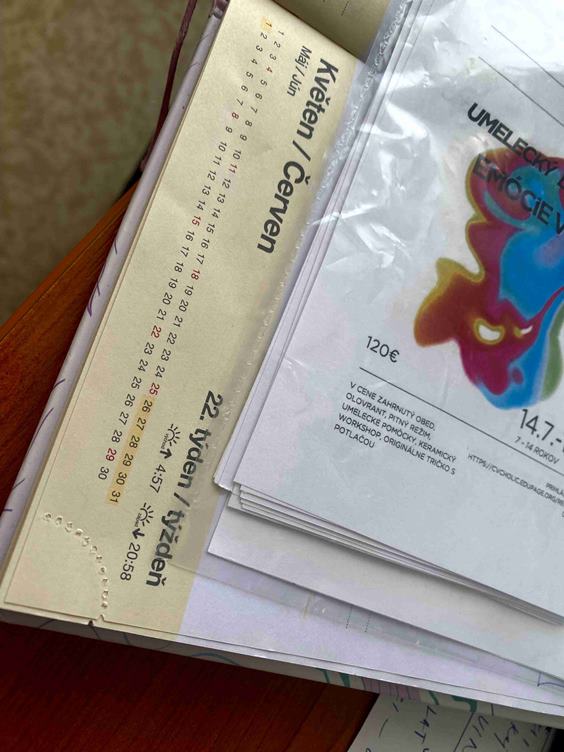 Květen / Červen
Máj / Jún
1 2 3 4 5 6 7 8 9 10 11 12 13 14 15 16 17 18 19 20 21 22 23 24 25 26 27 28 29 30 31
1 2 3 4 5 6 7 8 9 10 11 12 13 14 15 16 17 18 19 20 21 22 23 24 25 26 27 28 29 30
22. týden / týždeň
4:57
20:58
UMELECKÝ
EMÓCIE V
120€
V CENE ZAHRNUTÝ OBED,
OLOVRANT, PITNÝ REŽIM,
UMELECKE POMÔCKY, KERAMICKÝ
WORKSHOP, ORIGINÁLNE TRIČKO S
POTLAČOU
14.7.-
7 - 14 ROKOV
HTTPS://CVCHOLIC.EDUPAGE.ORG/